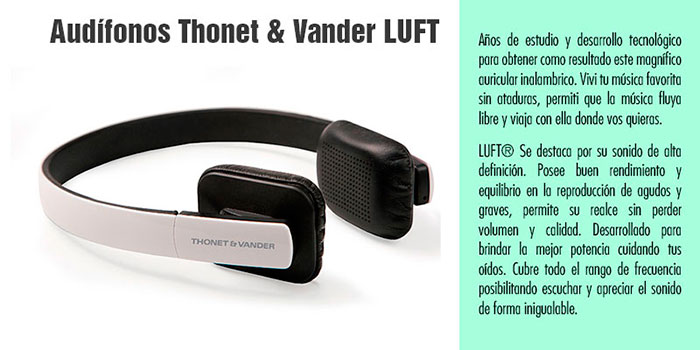 Audífonos Thonet & Vander LUFT
THONET & VANDER
Años de estudio y desarrollo tecnológico
para obtener como resultado este magnífico
auricular inalambrico. Vivi tu música favorita
sin ataduras, permiti que la música fluya
libre y viaja con ella donde vos quieras.
LUFT® Se destaca por su sonido de alta
definición. Posee buen rendimiento y
equilibrio en la reproducción de agudos y
graves, permite su realce sin perder
volumen y calidad. Desarrollado para
brindar la mejor potencia cuidando tus
oídos. Cubre todo el rango de frecuencia
posibilitando escuchar y apreciar el sonido
de forma inigualable.